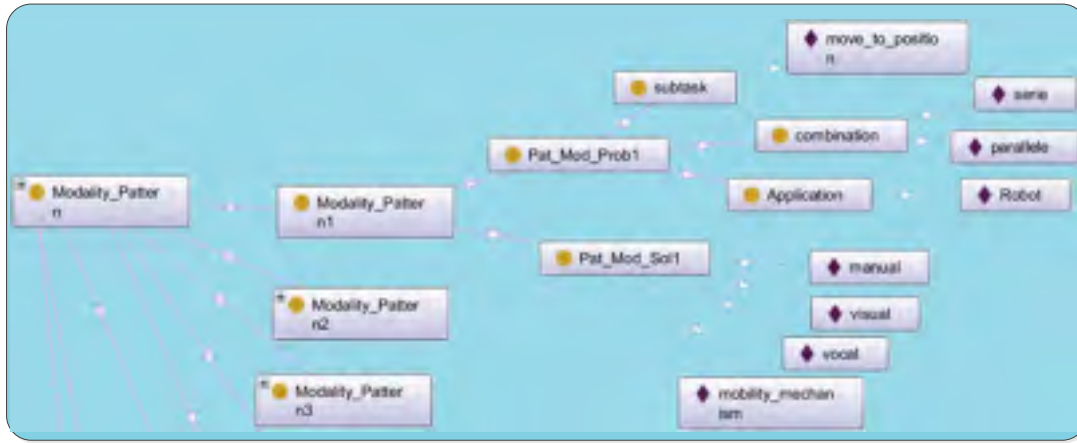 move_to_positio
n
subtask
serie
combination
Pat_Mod_Prob1
parallele
Modality_Patter
n
Modality_Patter
n1
Application
Robot
Pat_Mod_Sol1
manual
Modality_Patter
n2
visual
vocal
Modality_Patter
n3
mobility_mechan
ism